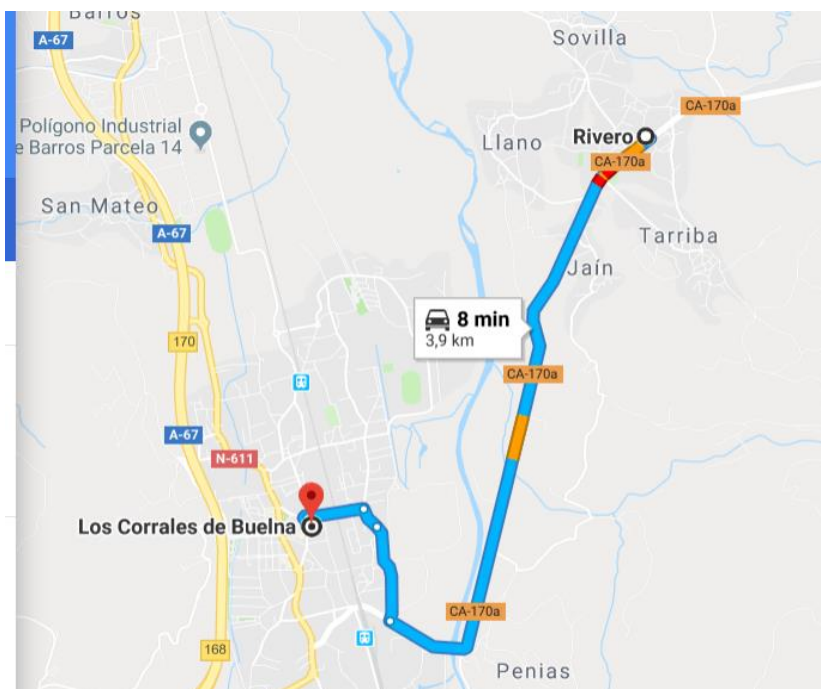 Barros
A-67
Sovilla
CA-170a
Polígono Industrial
e Barros Parcela 14
Llano
Rivero
CA-170a
San Mateo
A-67
Tarriba
Jaín
8 min
3,9 km
170
CA-170a
A-67
N-611
Los Corrales de Buelna
CA-170a
168
Penias